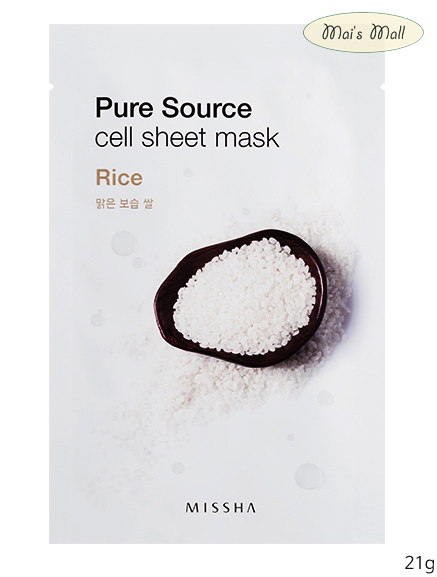 Mai's Mall
Pure Source
cell sheet mask
Rice
맑은 보습 쌀
MISSHA
21g